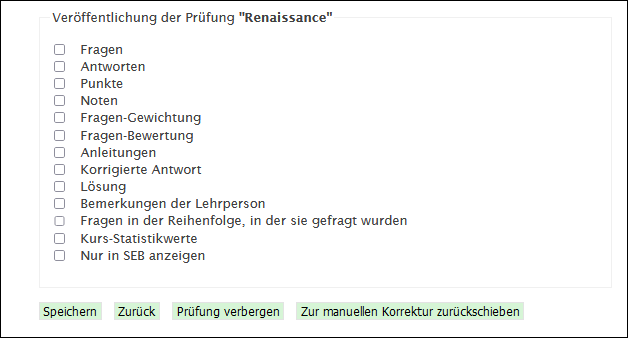 Veröffentlichung der Prüfung "Renaissance"
Fragen
Antworten
Punkte
Noten
Fragen-Gewichtung
Fragen-Bewertung
Anleitungen
Korrigierte Antwort
Lösung
Bemerkungen der Lehrperson
Fragen in der Reihenfolge, in der sie gefragt wurden
Kurs-Statistikwerte
Nur in SEB anzeigen
Speichern Zurück Prüfung verbergen Zur manuellen Korrektur zurückschieben